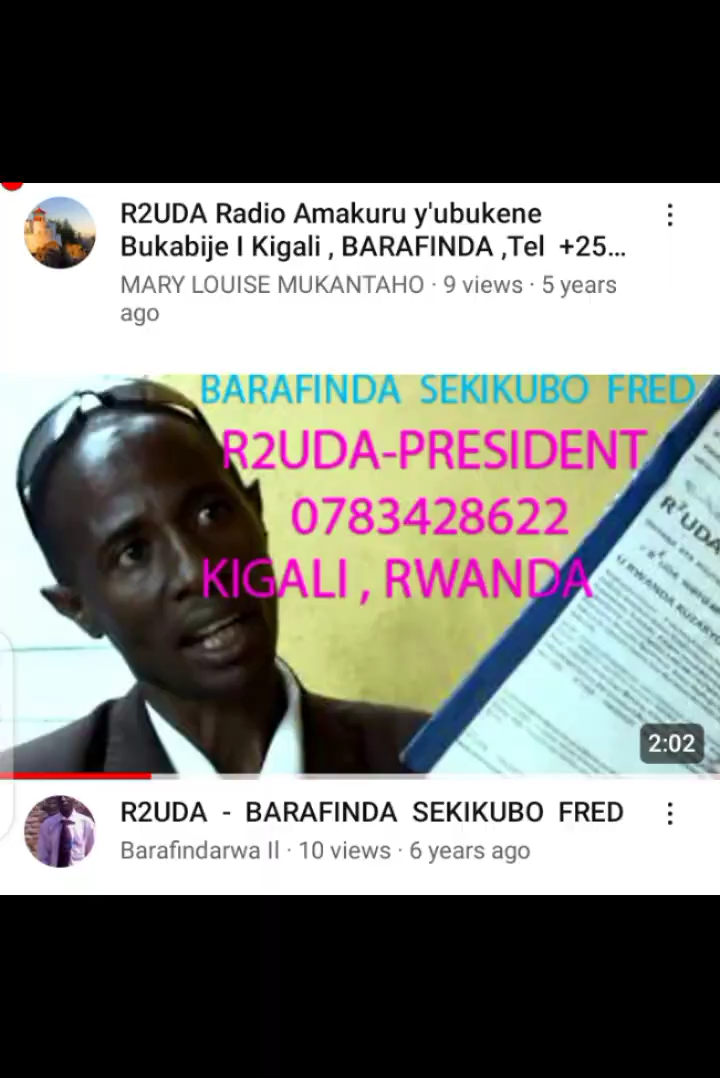 R2UDA Radio Amakuru y'ubukene
Bukabije I Kigali , BARAFINDA ,Tel +25...
MARY LOUISE MUKANTAHO · 9 views · 5 years
ago
BARAFINDA SEKIKUBO FRED
R2UDA-PRESIDENT
0783428622
KIGALI , RWANDA
R²UDA
U RWANDA
2:02
R2UDA - BARAFINDA SEKIKUBO FRED
Barafindarwa II · 10 views · 6 years ago